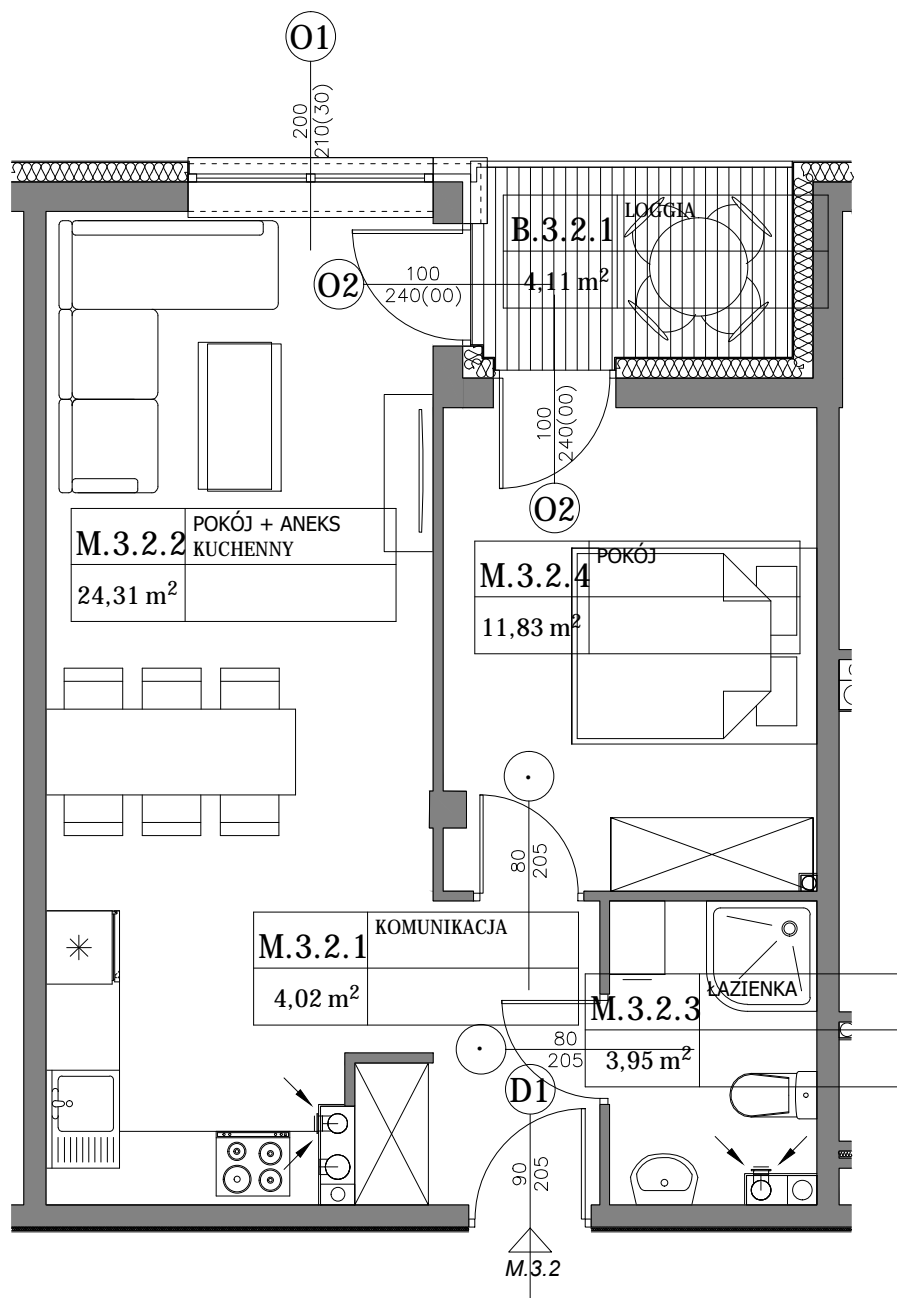 O1
200
210(30)
B.3.2.1
LOGGIA
4,11 m²
O2
100
240(00)
100
240(00)
O2
M.3.2.2
POKÓJ + ANEKS
KUCHENNY
24,31 m²
M.3.2.4
POKÓJ
11,83 m²
80
205
M.3.2.1
KOMUNIKACJA
4,02 m²
M.3.2.3
ŁAZIENKA
3,95 m²
80
205
D1
90
205
M.3.2